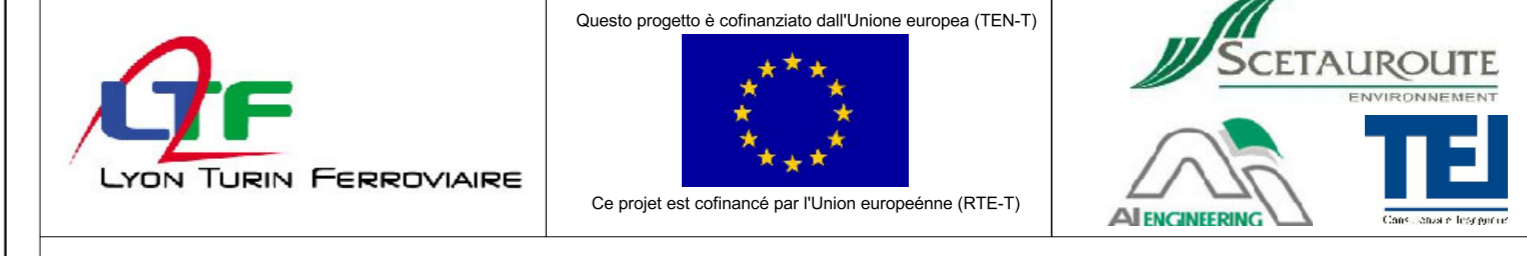 LTF
LYON TURIN FERROVIAIRE
Questo progetto è cofinanziato dall'Unione europea (TEN-T)
Ce projet est cofinancé par l'Union europeénne (RTE-T)
SCETAUROUTE
ENVIRONNEMENT
AI ENGINEERING
TEI